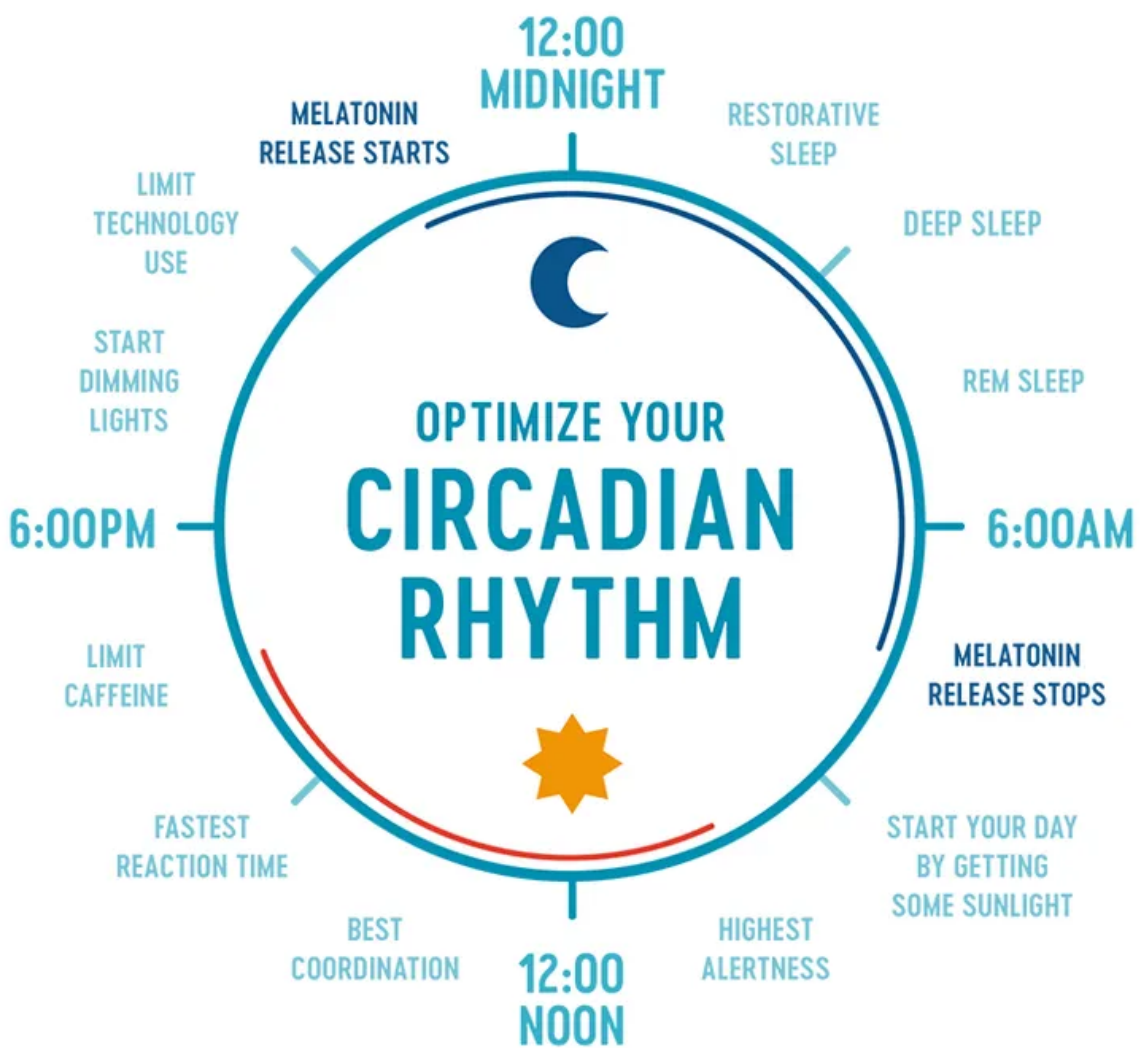 12:00
MIDNIGHT
RESTORATIVE
SLEEP
DEEP SLEEP
REM SLEEP
6:00AM
MELATONIN
RELEASE STOPS
START YOUR DAY
BY GETTING
SOME SUNLIGHT
HIGHEST
ALERTNESS
12:00
NOON
BEST
COORDINATION
FASTEST
REACTION TIME
LIMIT
CAFFEINE
6:00PM
START
DIMMING
LIGHTS
LIMIT
TECHNOLOGY
USE
MELATONIN
RELEASE STARTS
OPTIMIZE YOUR
CIRCADIAN
RHYTHM